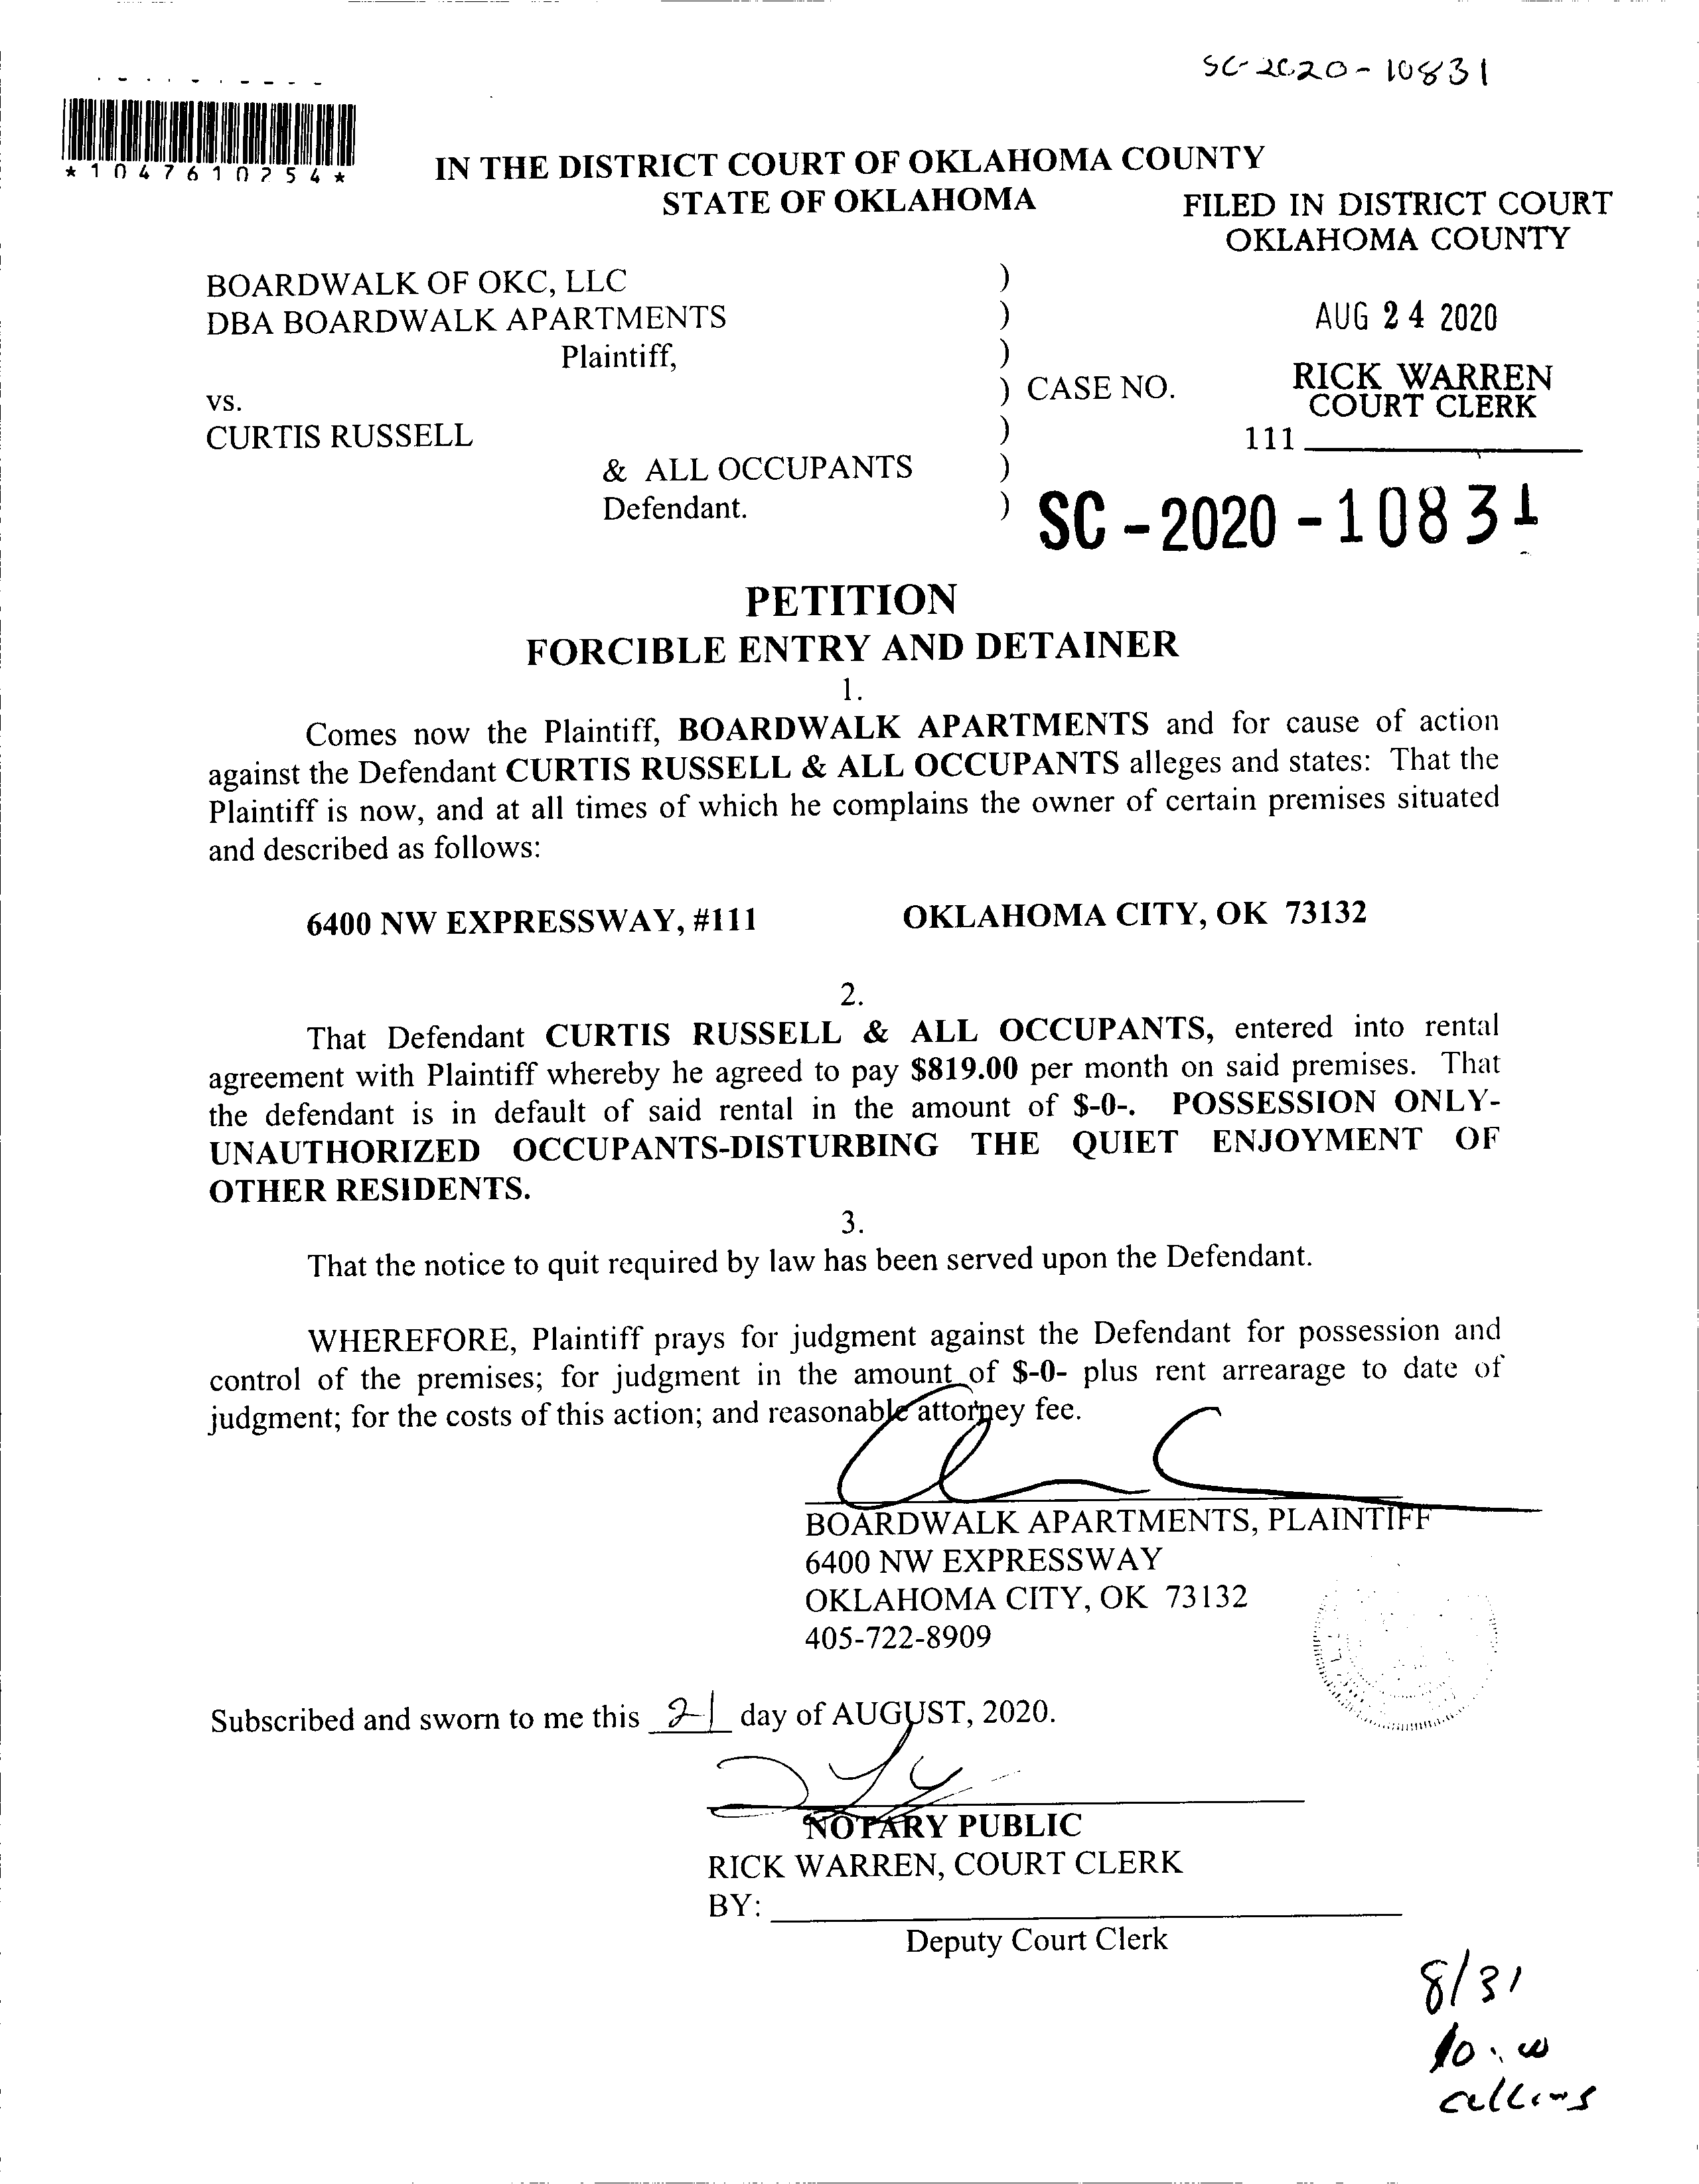 SC-2020-10831
*1047610254*
IN THE DISTRICT COURT OF OKLAHOMA COUNTY
STATE OF OKLAHOMA
FILED IN DISTRICT COURT
OKLAHOMA COUNTY
BOARDWALK OF OKC, LLC )
DBA BOARDWALK APARTMENTS )
AUG 24 2020
Plaintiff, )
) CASE NO.
RICK WARREN
COURT CLERK
vs.
CURTIS RUSSELL )
111
& ALL OCCUPANTS )
Defendant. )
SC-2020-10831
PETITION
FORCIBLE ENTRY AND DETAINER
1.
Comes now the Plaintiff, BOARDWALK APARTMENTS and for cause of action
against the Defendant CURTIS RUSSELL & ALL OCCUPANTS alleges and states: That the
Plaintiff is now, and at all times of which he complains the owner of certain premises situated
and described as follows:
6400 NW EXPRESSWAY, #111 OKLAHOMA CITY, OK 73132
2.
That Defendant CURTIS RUSSELL & ALL OCCUPANTS, entered into rental
agreement with Plaintiff whereby he agreed to pay $819.00 per month on said premises. That
the defendant is in default of said rental in the amount of $-0-. POSSESSION ONLY-
UNAUTHORIZED OCCUPANTS-DISTURBING THE QUIET ENJOYMENT OF
OTHER RESIDENTS.
3.
That the notice to quit required by law has been served upon the Defendant.
WHEREFORE, Plaintiff prays for judgment against the Defendant for possession and
control of the premises; for judgment in the amount of $-0- plus rent arrearage to date of
judgment; for the costs of this action; and reasonable attorney fee.
BOARDWALK APARTMENTS, PLAINTIFF
6400 NW EXPRESSWAY
OKLAHOMA CITY, OK 73132
405-722-8909
Subscribed and sworn to me this 21 day of AUGUST, 2020.
NOTARY PUBLIC
RICK WARREN, COURT CLERK
BY:
Deputy Court Clerk
8/31